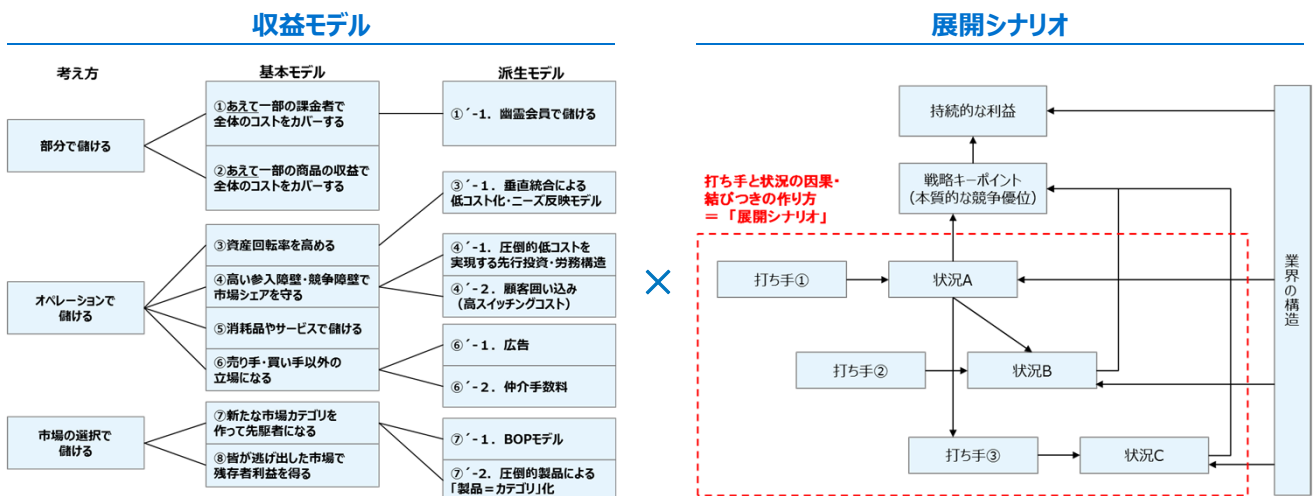 収益モデル
考え方
基本モデル
派生モデル
部分で儲ける
①あえて一部の課金者で
全体のコストをカバーする
①´-1. 幽霊会員で儲ける
②あえて一部の商品の収益で
全体のコストをカバーする
オペレーションで
儲ける
③資産回転率を高める
③´-1. 垂直統合による
低コスト化・ニーズ反映モデル
④高い参入障壁・競争障壁で
市場シェアを守る
④´-1. 圧倒的低コストを
実現する先行投資・労務構造
④´-2. 顧客囲い込み
(高スイッチングコスト)
⑤消耗品やサービスで儲ける
⑥売り手・買い手以外の
立場になる
⑥´-1. 広告
⑥´-2. 仲介手数料
市場の選択で
儲ける
⑦新たな市場カテゴリを
作って先駆者になる
⑦´-1. BOPモデル
⑦´-2. 圧倒的製品による
「製品=カテゴリ」化
⑧皆が逃げ出した市場で
残存者利益を得る
×
展開シナリオ
持続的な利益
戦略キーポイント
(本質的な競争優位)
打ち手と状況の因果・
結びつきの作り方
=「展開シナリオ」
打ち手①
状況A
打ち手②
状況B
打ち手③
状況C
業界の構造